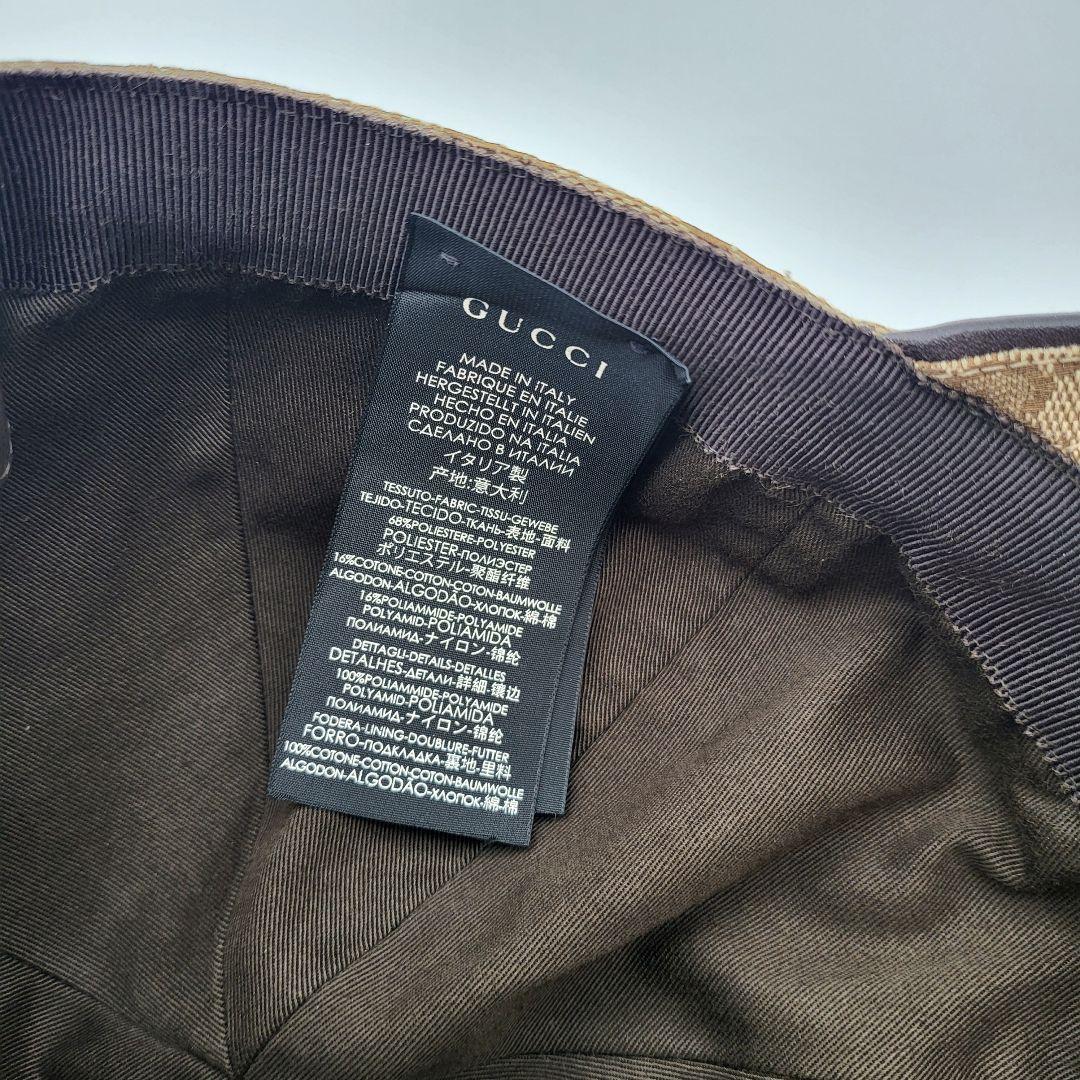 GUCCI
MADE IN ITALY
FABRIQUE EN ITALIE
HERGESTELLT IN ITALIEN
HECHO EN ITALIA
PRODUZIDO NA ITALIA
СДЕЛАНО В ИТАЛИИ
イタリア製
产地:意大利
TESSUTO-FABRIC-TISSU-GEWEBE
TEJIDO-TECIDO-ТКАНЬ-表地-面料
68%POLIESTERE-POLYESTER
POLIESTER-ПОЛИЭСТЕР
ポリエステル-聚酯纤维
16%COTONE-COTTON-COTON-BAUMWOLLE
ALGODON-ALGODÃO-ХЛОПОК-綿-棉
16%POLIAMMIDE-POLYAMIDE
POLYAMID-POLIAMIDA
ПОЛИАМИД-ナイロン-锦纶
DETTAGLI-DETAILS-DETALLES
DETALHES-ДЕТАЛИ-詳細-镶边
100%POLIAMMIDE-POLYAMIDE
POLYAMID-POLIAMIDA
ПОЛИАМИД-ナイロン-锦纶
FODERA-LINING-DOUBLURE-FUTTER
FORRO-ПОДКЛАДКА-裏地-里料
100%COTONE-COTTON-COTON-BAUMWOLLE
ALGODON-ALGODÃO-ХЛОПОК-綿-棉